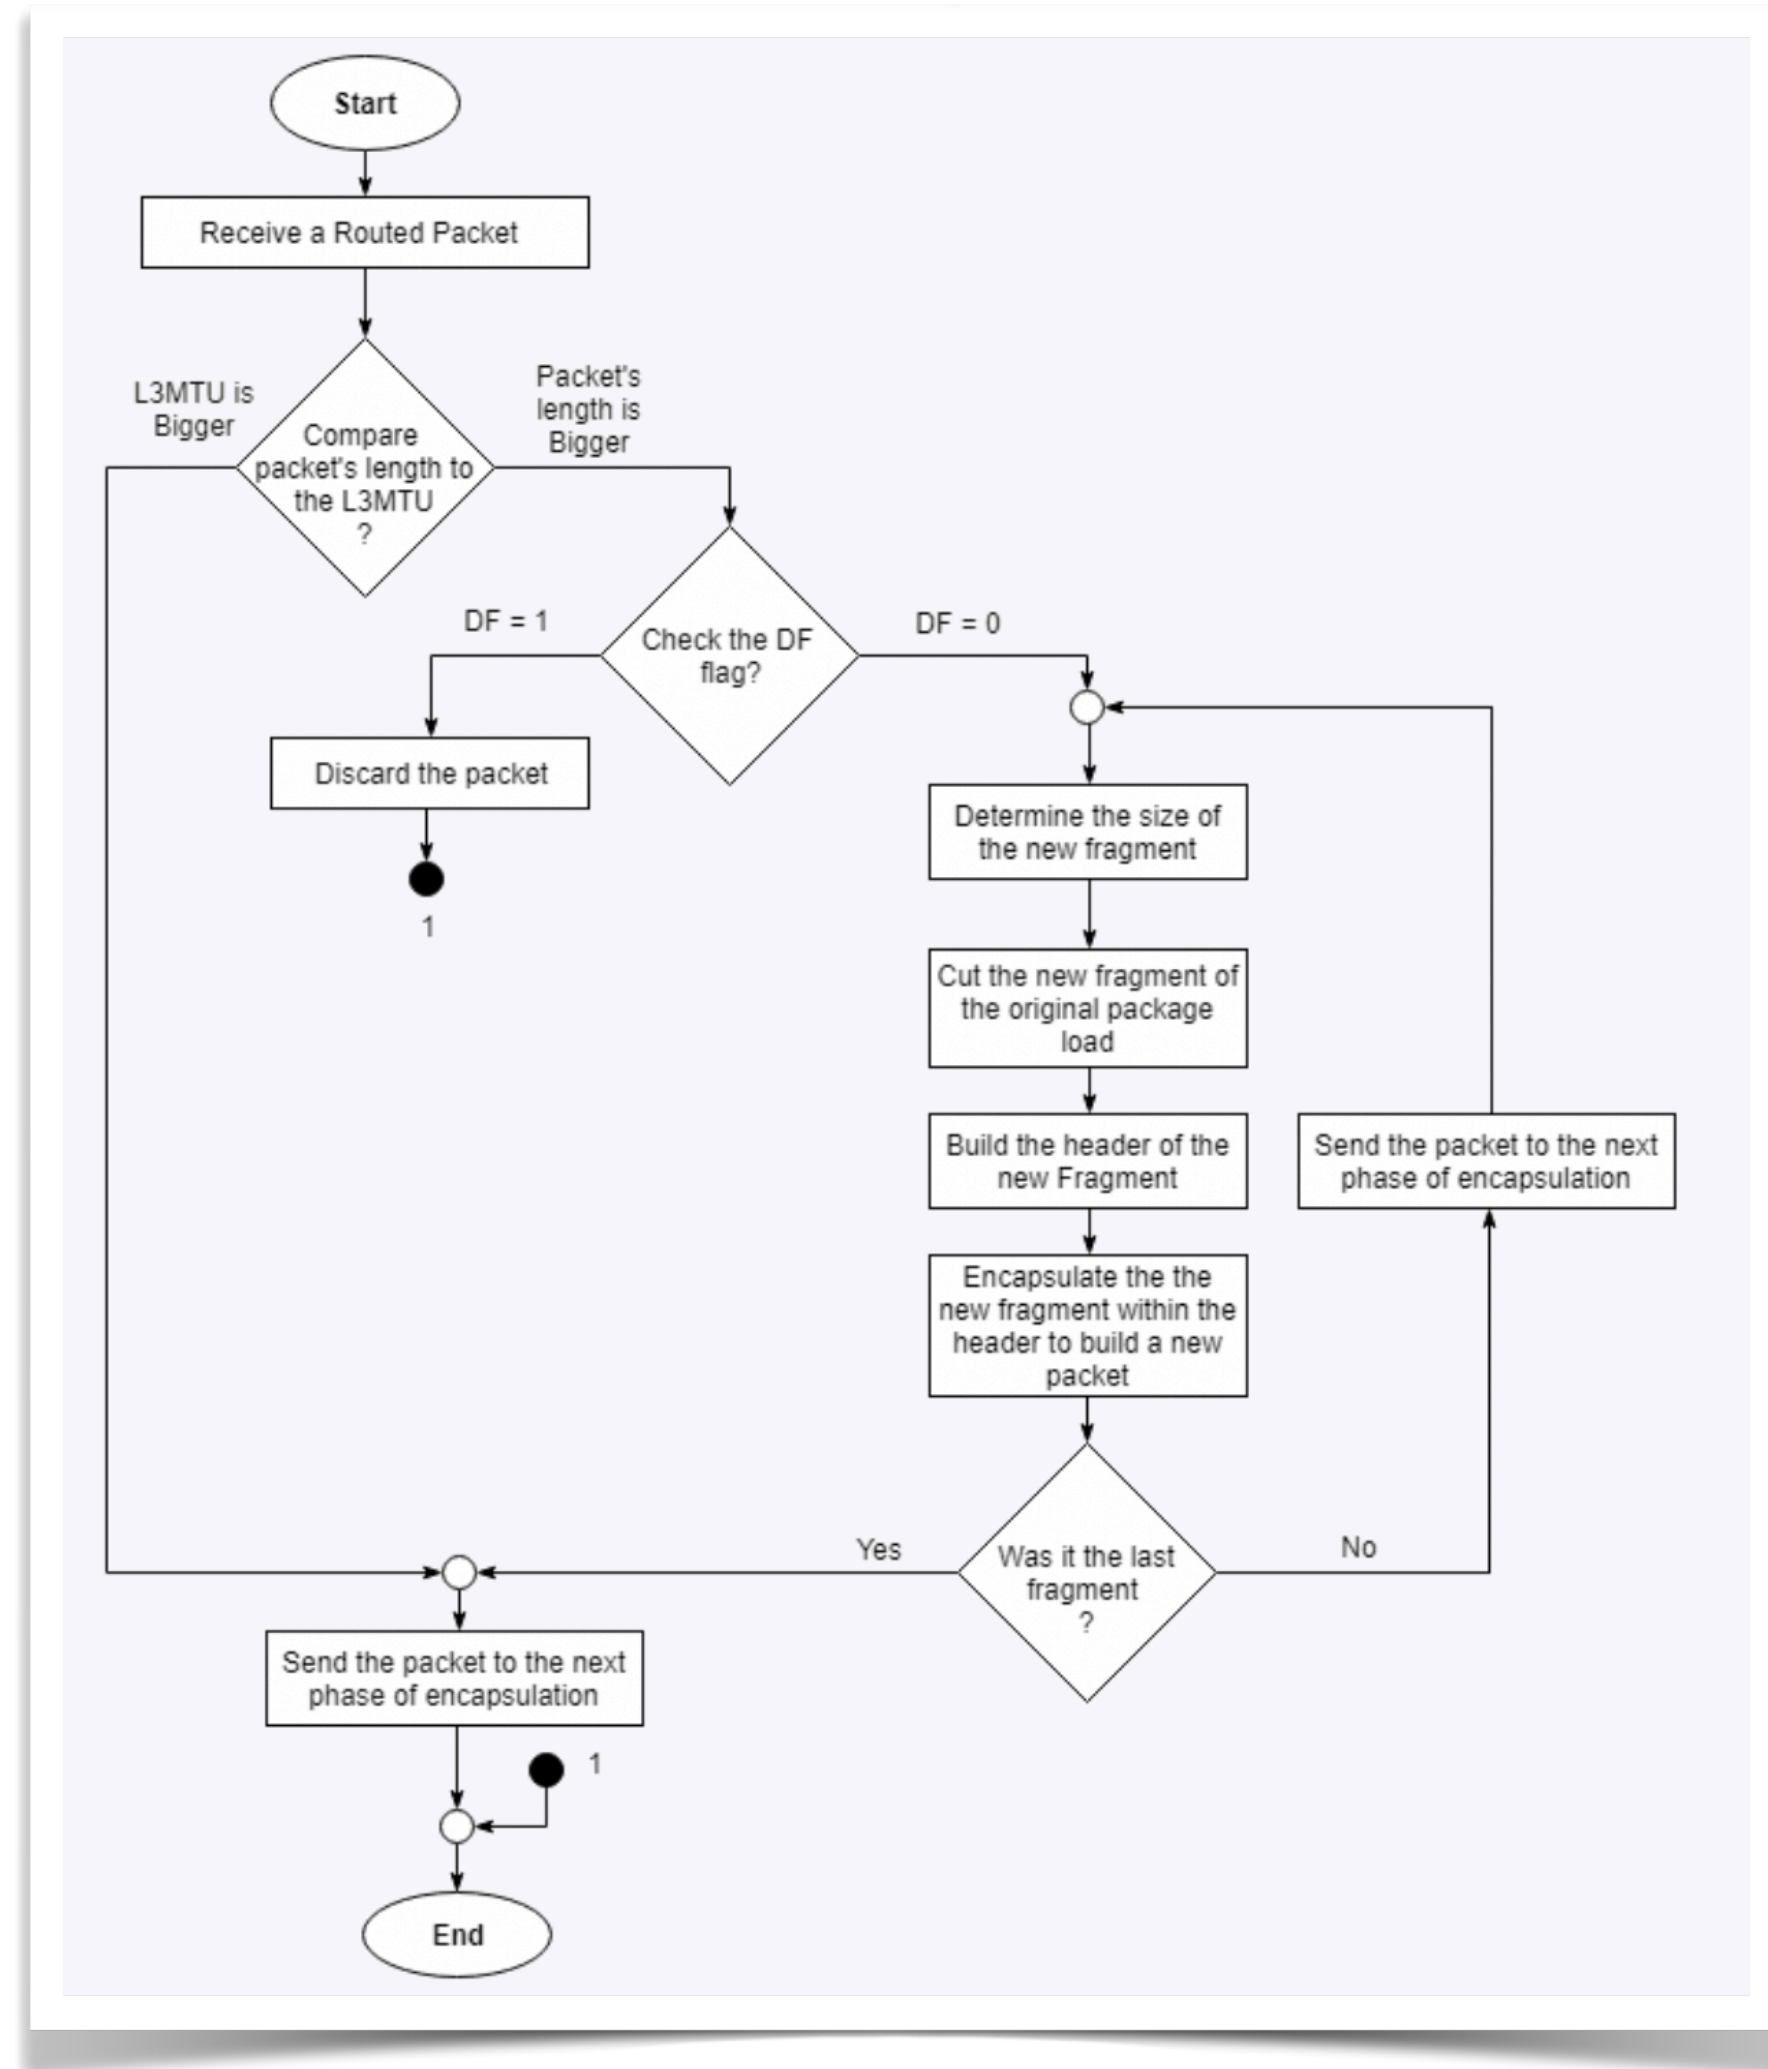 Start
Receive a Routed Packet
L3MTU is
Bigger
Packet's
length is
Bigger
Compare
packet's length to
the L3MTU
?
DF = 1
Check the DF
flag?
DF = 0
Discard the packet
1
Determine the size of
the new fragment
Cut the new fragment of
the original package
load
Build the header of the
new Fragment
Send the packet to the next
phase of encapsulation
Encapsulate the the
new fragment within the
header to build a new
packet
Yes
Was it the last
fragment
?
No
Send the packet to the next
phase of encapsulation
1
End